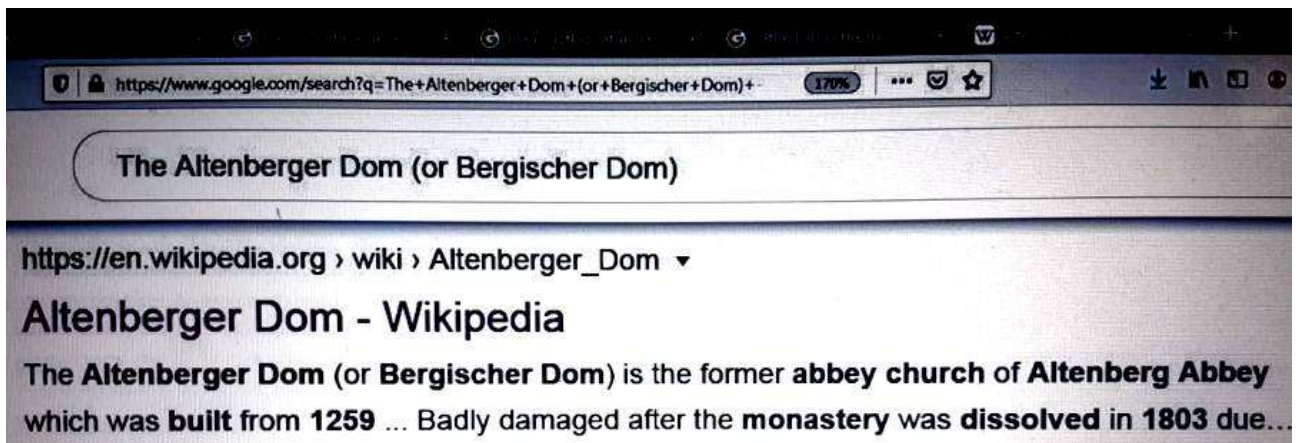 https://www.google.com/search?q=The+Altenberger+Dom+(or+Bergischer+Dom)+ 170%
The Altenberger Dom (or Bergischer Dom)
https://en.wikipedia.org › wiki › Altenberger_Dom
Altenberger Dom - Wikipedia
The Altenberger Dom (or Bergischer Dom) is the former abbey church of Altenberg Abbey
which was built from 1259 ... Badly damaged after the monastery was dissolved in 1803 due...